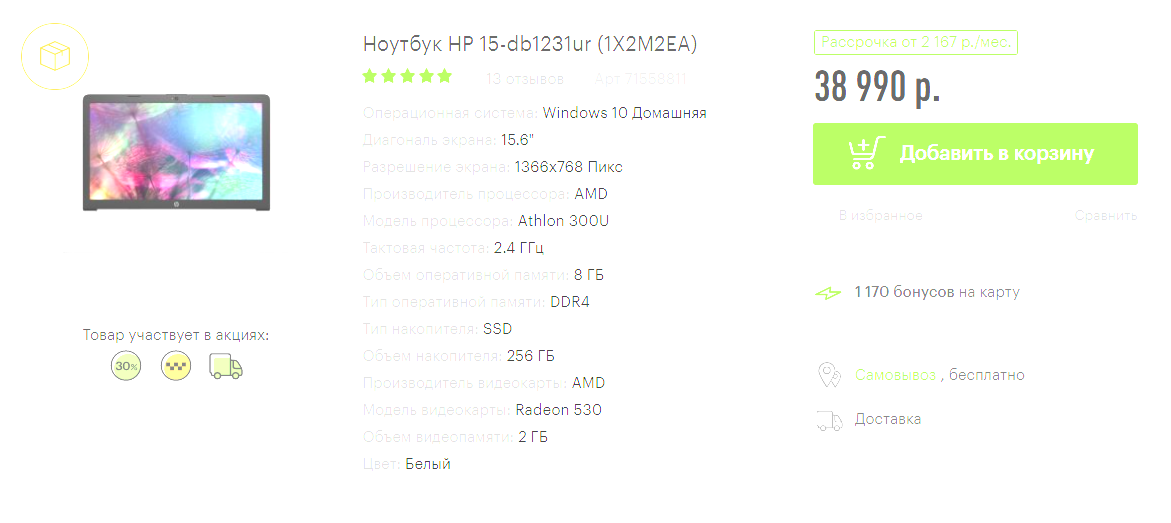 Ноутбук HP 15-db1231ur (1X2M2EA)
13 отзывов Арт.71558811
Операционная система: Windows 10 Домашняя
Диагональ экрана: 15.6"
Разрешение экрана: 1366x768 Пикс
Производитель процессора: AMD
Модель процессора: Athlon 300U
Тактовая частота: 2.4 ГГц
Объем оперативной памяти: 8 ГБ
Тип оперативной памяти: DDR4
Тип накопителя: SSD
Объем накопителя: 256 ГБ
Производитель видеокарты: AMD
Модель видеокарты: Radeon 530
Объем видеопамяти: 2 ГБ
Цвет: Белый
Товар участвует в акциях:
30%
Рассрочка от 2 167 р./мес.
38 990 р.
Добавить в корзину
В избранное Сравнить
1 170 бонусов на карту
Самовывоз , бесплатно
Доставка